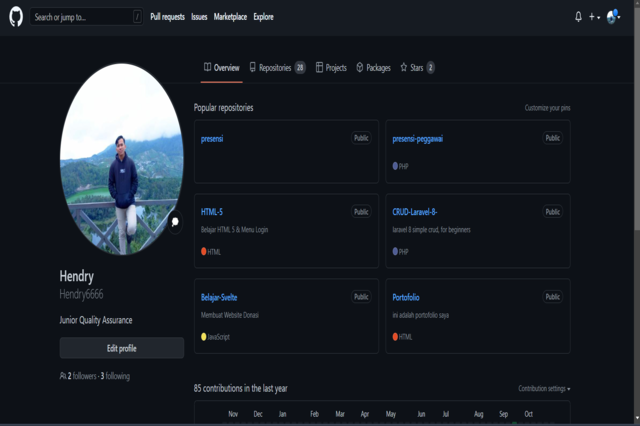 Search or jump to... /
Pull requests Issues Marketplace Explore
Overview Repositories 28 Projects Packages Stars 2
Popular repositories Customize your pins
presensi Public
presensi-peggawai Public
PHP
HTML-5 Public
Belajar HTML 5 & Menu Login
HTML
CRUD-Laravel-8- Public
laravel 8 simple crud, for beginners
PHP
Belajar-Svelte Public
Membuat Website Donasi
JavaScript
Portofolio Public
ini adalah portofolio saya
HTML
Hendry
Hendry6666
Junior Quality Assurance
Edit profile
2 followers · 3 following
85 contributions in the last year Contribution settings
Nov Dec Jan Feb Mar Apr May Jun Jul Aug Sep Oct